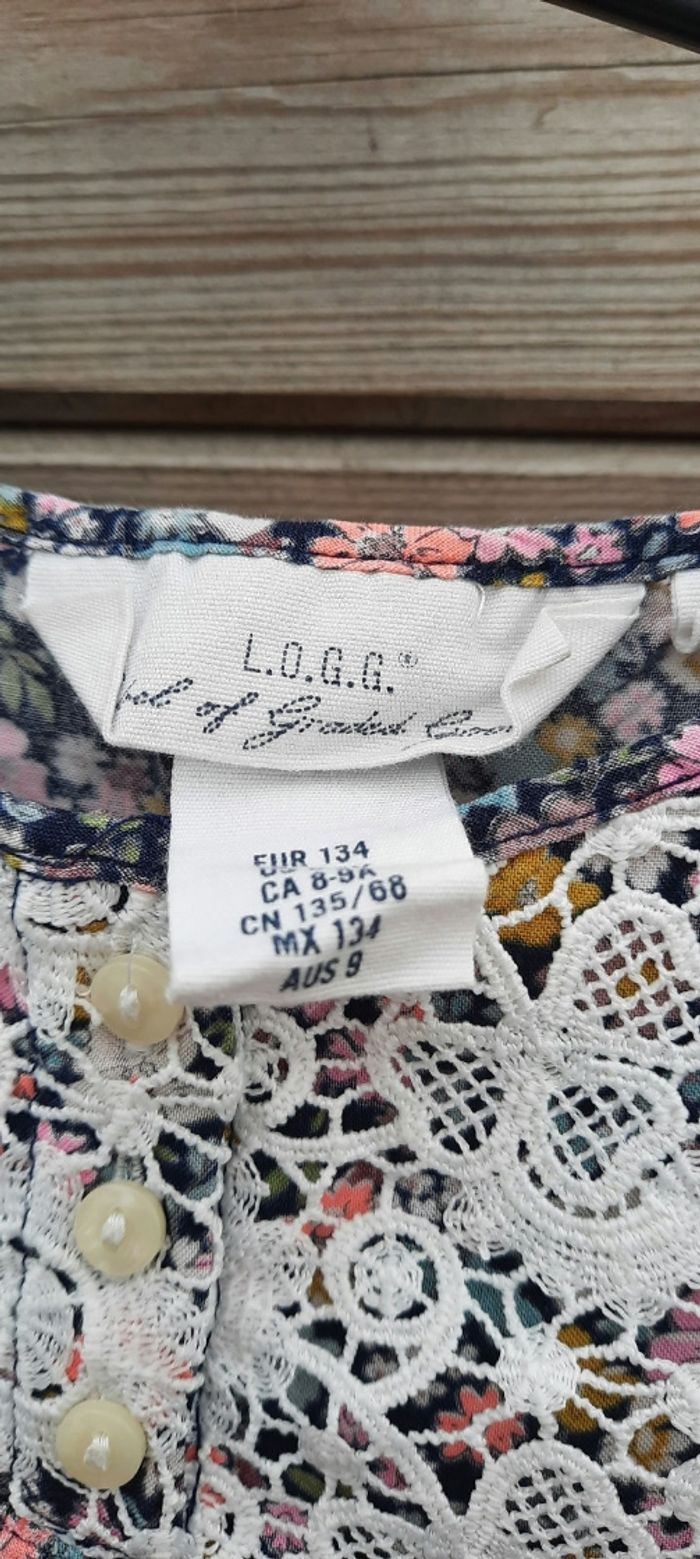 L.O.G.G.®
of Graded
EUR 134
CA 8-9A
CN 135/68
MX 134
AUS 9